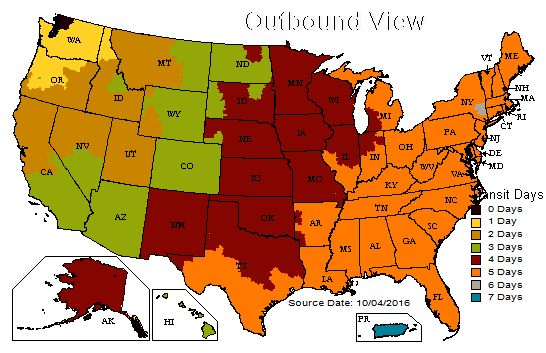 Outbound View
WA
VT
ME
MT
ND
OR
MN
ID
SD
WI
NY
NH
MA
WY
MI
RI
CT
NE
IA
PA
NJ
NV
OH
IL
IN
DE
UT
MD
CO
WV
VA
CA
KS
MO
KY
nsit Days
NC
0 Days
TN
1 Day
AZ
NM
OK
AR
SC
2 Days
MS
AL
GA
3 Days
TX
4 Days
LA
5 Days
6 Days
FL
7 Days
Source Date: 10/04/2016
AK
HI
PR